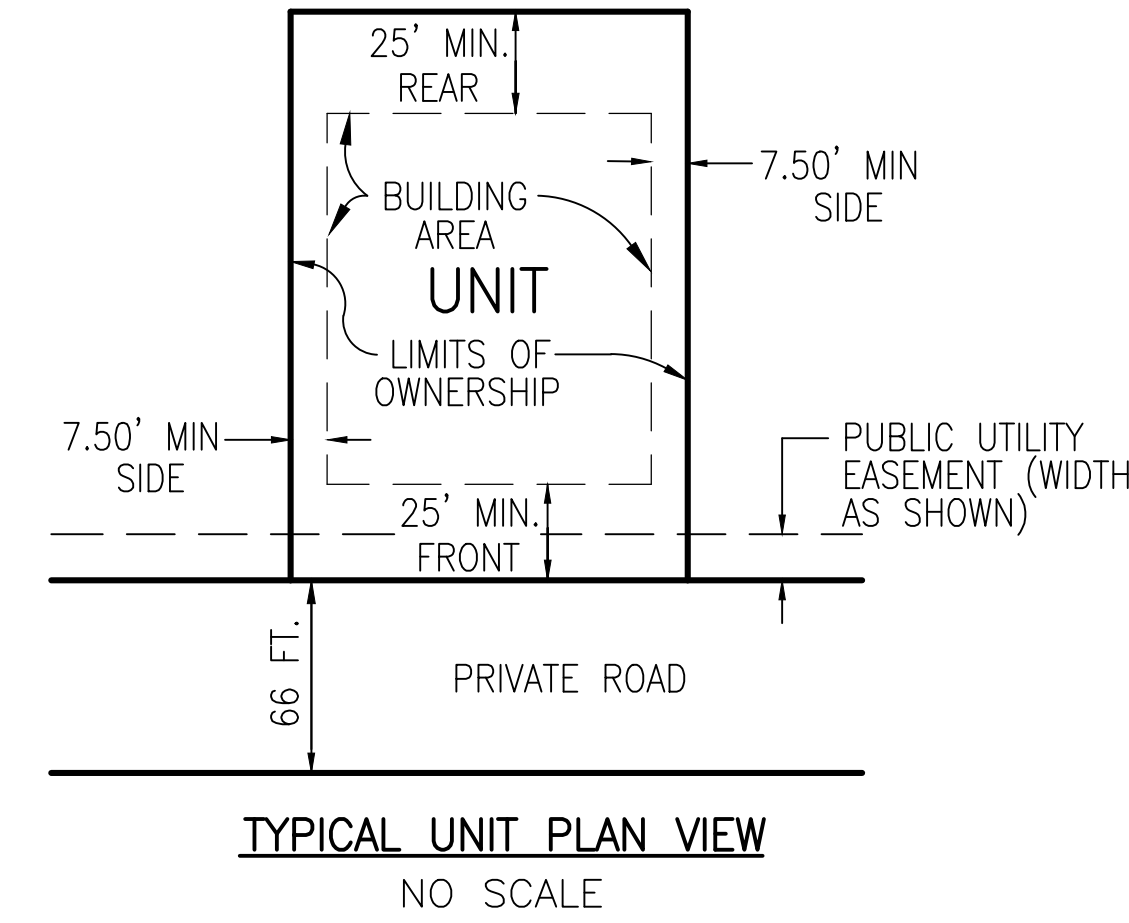 25' MIN.
REAR
7.50' MIN
SIDE
BUILDING
AREA
UNIT
LIMITS OF
OWNERSHIP
7.50' MIN
SIDE
PUBLIC UTILITY
EASEMENT (WIDTH
AS SHOWN)
25' MIN.
FRONT
66 FT.
PRIVATE ROAD
TYPICAL UNIT PLAN VIEW
NO SCALE